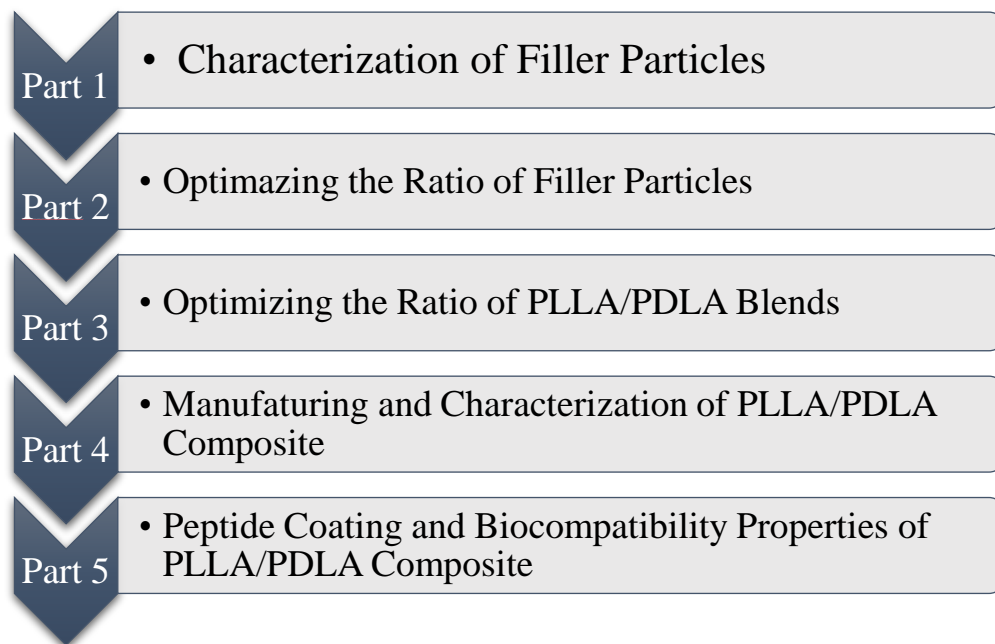 Part 1
• Characterization of Filler Particles
Part 2
• Optimazing the Ratio of Filler Particles
Part 3
• Optimizing the Ratio of PLLA/PDLA Blends
Part 4
• Manufaturing and Characterization of PLLA/PDLA
Composite
Part 5
• Peptide Coating and Biocompatibility Properties of
PLLA/PDLA Composite